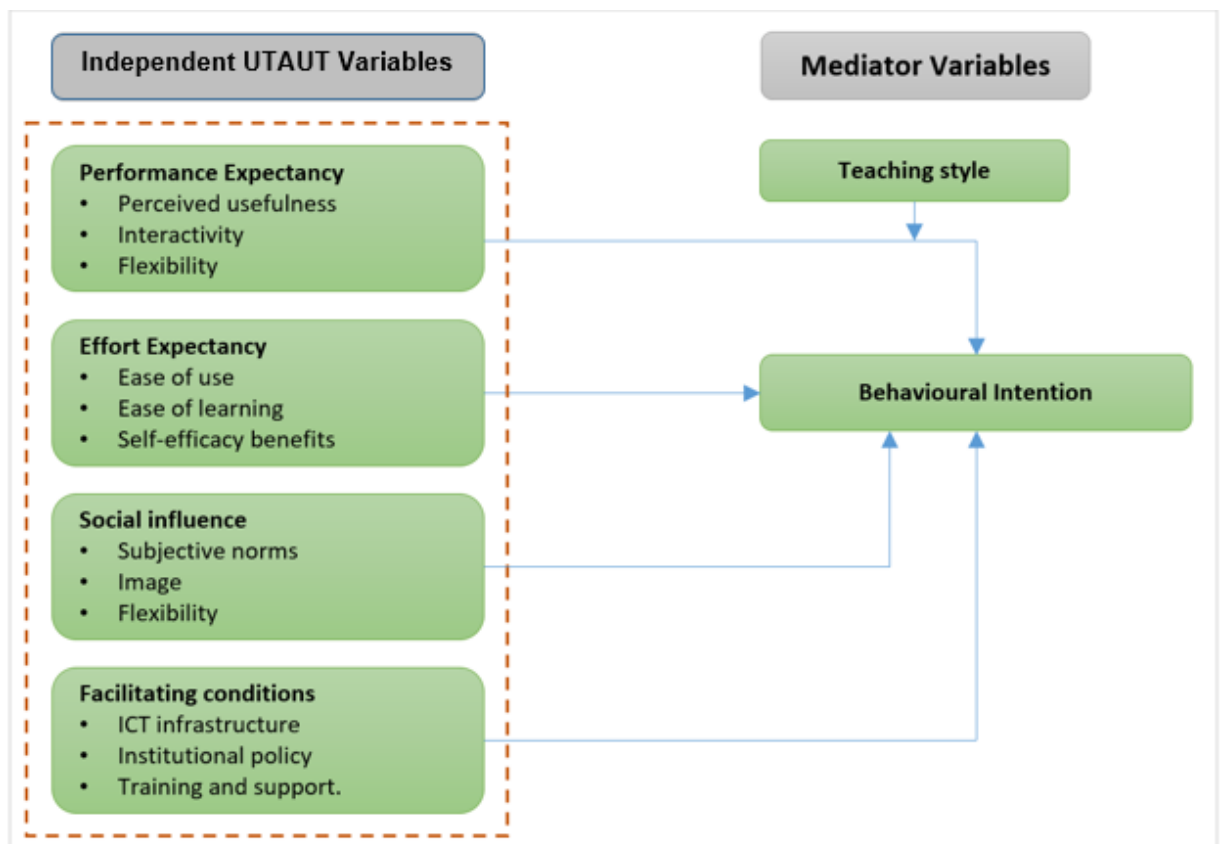 Independent UTAUT Variables
Mediator Variables
Performance Expectancy
• Perceived usefulness
• Interactivity
• Flexibility
Teaching style
Effort Expectancy
• Ease of use
• Ease of learning
• Self-efficacy benefits
Behavioural Intention
Social influence
• Subjective norms
• Image
• Flexibility
Facilitating conditions
• ICT infrastructure
• Institutional policy
• Training and support.